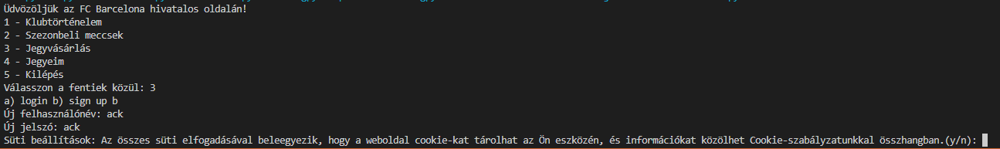 Üdvözöljük az FC Barcelona hivatalos oldalán!
1 - Klubtörténelem
2 - Szezonbeli meccsek
3 - Jegyvásárlás
4 - Jegyeim
5 - Kilépés
Válasszon a fentiek közül: 3
a) login b) sign up b
Új felhasználónév: ack
Új jelszó: ack
Süti beállítások: Az összes süti elfogadásával beleegyezik, hogy a weboldal cookie-kat tárolhat az Ön eszközén, és információkat közölhet Cookie-szabályzatunkkal összhangban.(y/n):